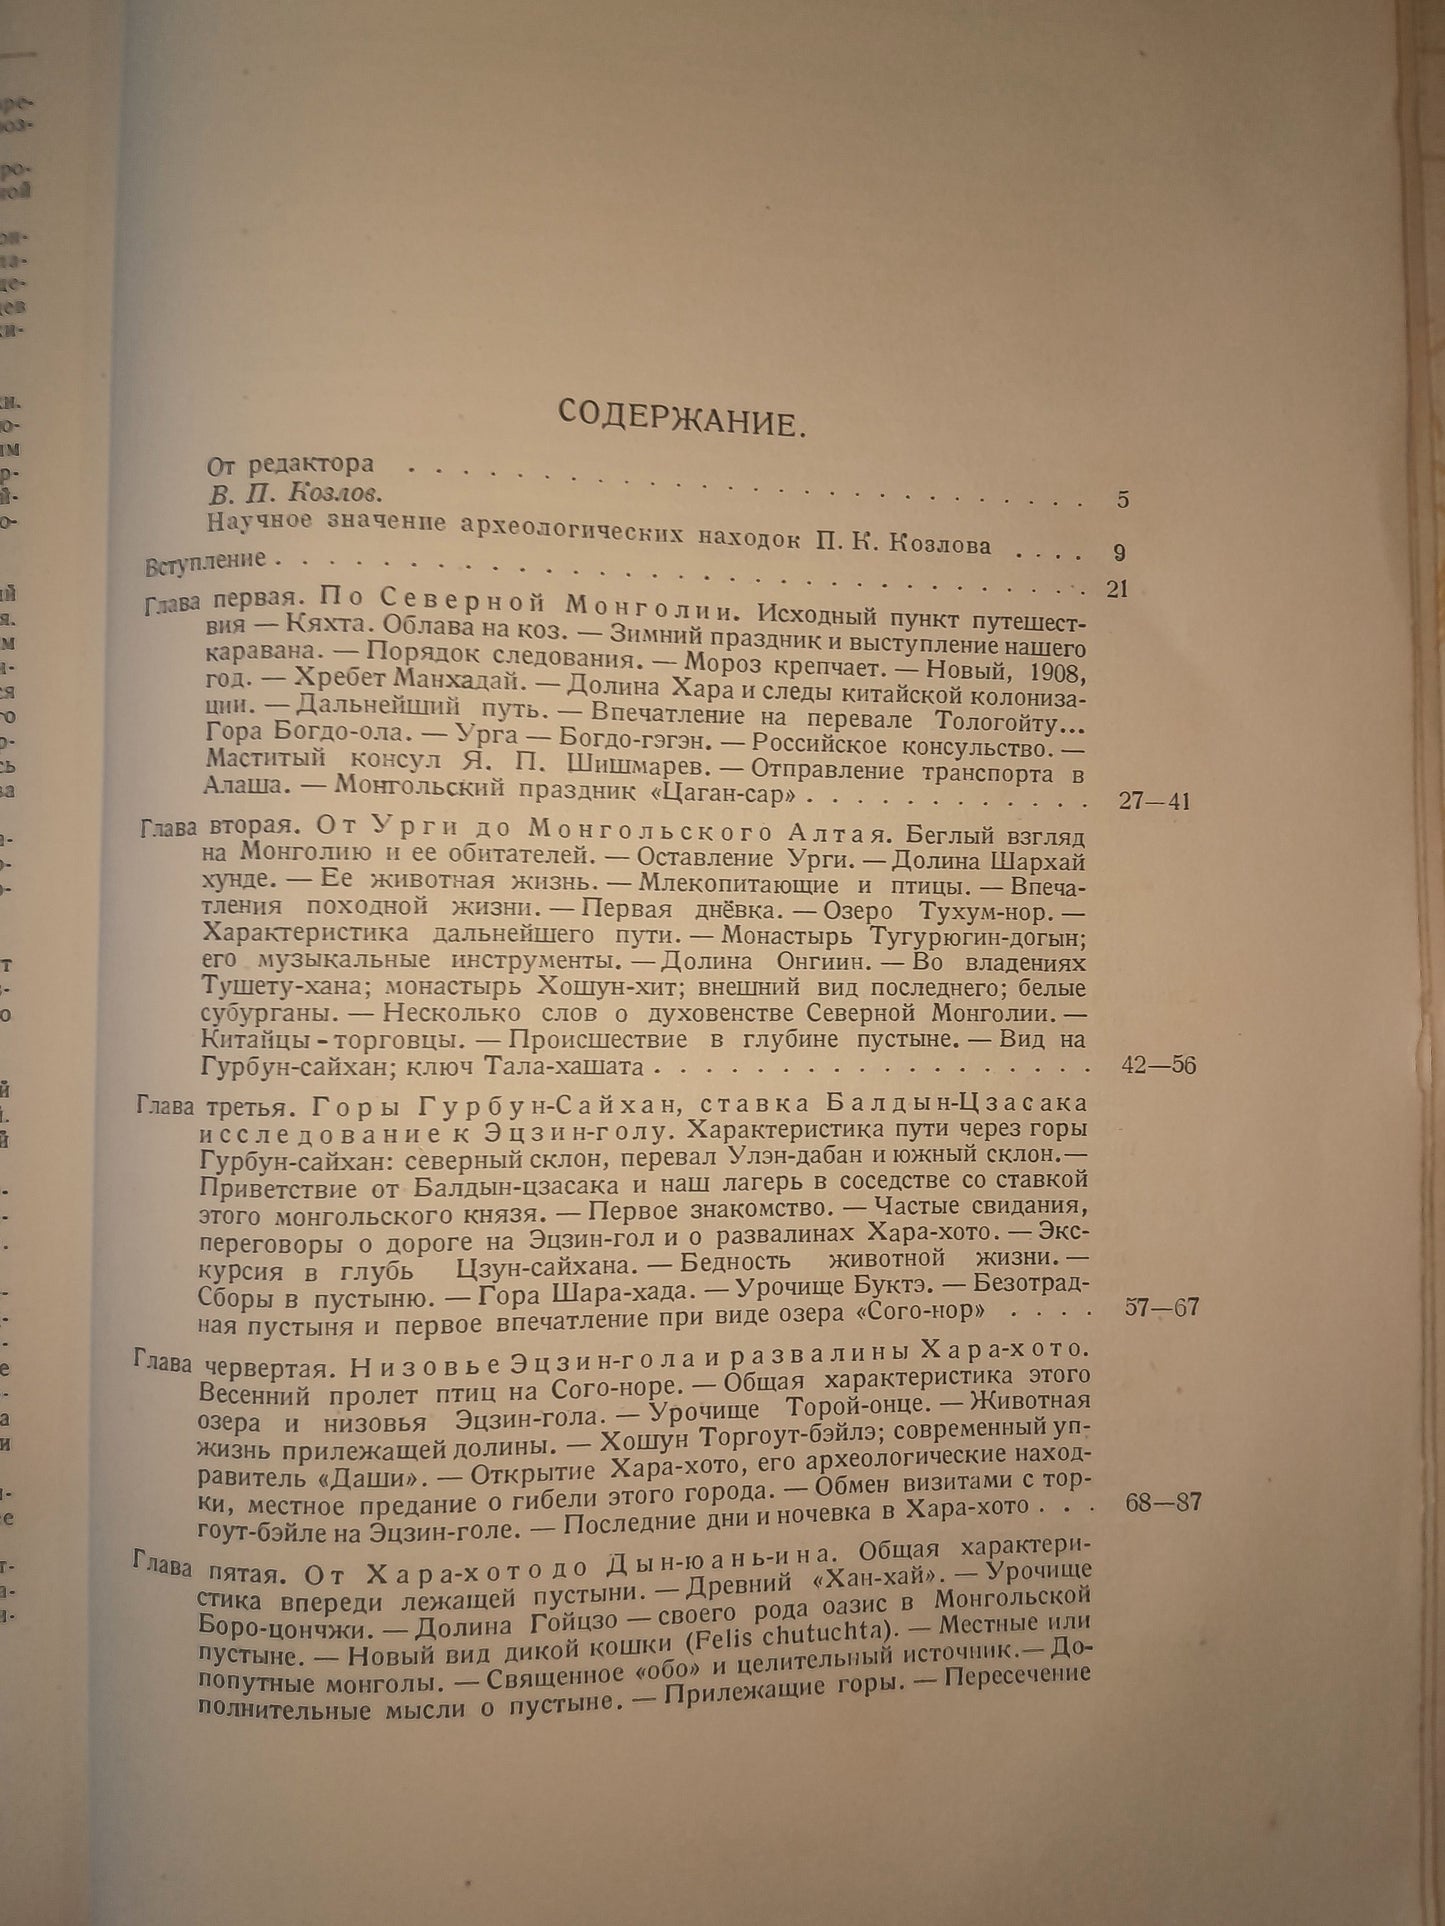 СОДЕРЖАНИЕ.
От редактора . . . . . . . . . . . . . . . . . . . . . . . . . 5
В. П. Козлов.
Научное значение археологических находок П. К. Козлова . . . . 9
Вступление . . . . . . . . . . . . . . . . . . . . . . . . . . . 21
Глава первая. По Северной Монголии. Исходный пункт путешест-
вия — Кяхта. Облава на коз. — Зимний праздник и выступление нашего
каравана. — Порядок следования. — Мороз крепчает. — Новый, 1908,
год. — Хребет Манхадай. — Долина Хара и следы китайской колониза-
ции. — Дальнейший путь. — Впечатление на перевале Тологойту...
Гора Богдо-ола. — Урга — Богдо-гэгэн. — Российское консульство. —
Маститый консул Я. П. Шишмарев. — Отправление транспорта в
Алаша. — Монгольский праздник «Цаган-сар» . . . . . . . . . . . . 27—41
Глава вторая. От Урги до Монгольского Алтая. Беглый взгляд
на Монголию и ее обитателей. — Оставление Урги. — Долина Шархай
хунде. — Ее животная жизнь. — Млекопитающие и птицы. — Впеча-
тления походной жизни. — Первая днёвка. — Озеро Тухум-нор. —
Характеристика дальнейшего пути. — Монастырь Тугурюгин-догын;
его музыкальные инструменты. — Долина Онгиин. — Во владениях
Тушету-хана; монастырь Хошун-хит; внешний вид последнего; белые
субурганы. — Несколько слов о духовенстве Северной Монголии. —
Китайцы-торговцы. — Происшествие в глубине пустыне. — Вид на
Гурбун-сайхан; ключ Тала-хашата . . . . . . . . . . . . . . . . . 42—56
Глава третья. Горы Гурбун-Сайхан, ставка Балдын-Цзасака
исследование к Эцзин-голу. Характеристика пути через горы
Гурбун-сайхан: северный склон, перевал Улэн-дабан и южный склон.—
Приветствие от Балдын-цзасака и наш лагерь в соседстве со ставкой
этого монгольского князя. — Первое знакомство. — Частые свидания,
переговоры о дороге на Эцзин-гол и о развалинах Хара-хото. — Экс-
курсия в глубь Цзун-сайхана. — Бедность животной жизни. —
Сборы в пустыню. — Гора Шара-хада. — Урочище Буктэ. — Безотрад-
ная пустыня и первое впечатление при виде озера «Сого-нор» . . . . 57—67
Глава червертая. Низовье Эцзин-гола и развалины Хара-хото.
Весенний пролет птиц на Сого-норе. — Общая характеристика этого
озера и низовья Эцзин-гола. — Урочище Торой-онце. — Животная
жизнь прилежащей долины. — Хошун Торгоут-бэйлэ; современный уп-
равитель «Даши». — Открытие Хара-хото, его археологические наход-
ки, местное предание о гибели этого города. — Обмен визитами с тор-
гоут-бэйле на Эцзин-голе. — Последние дни и ночевка в Хара-хото . . . 68—87
Глава пятая. От Хара-хото до Дын-юань-ина. Общая характери-
стика впереди лежащей пустыни. — Древний «Хан-хай». — Урочище
Боро-цончжи. — Долина Гойцзо — своего рода оазис в Монгольской
пустыне. — Новый вид дикой кошки (Felis chutuchta). — Местные или
попутные монголы. — Священное «обо» и целительный источник.— До-
полнительные мысли о пустыне. — Прилежащие горы. — Пересечение